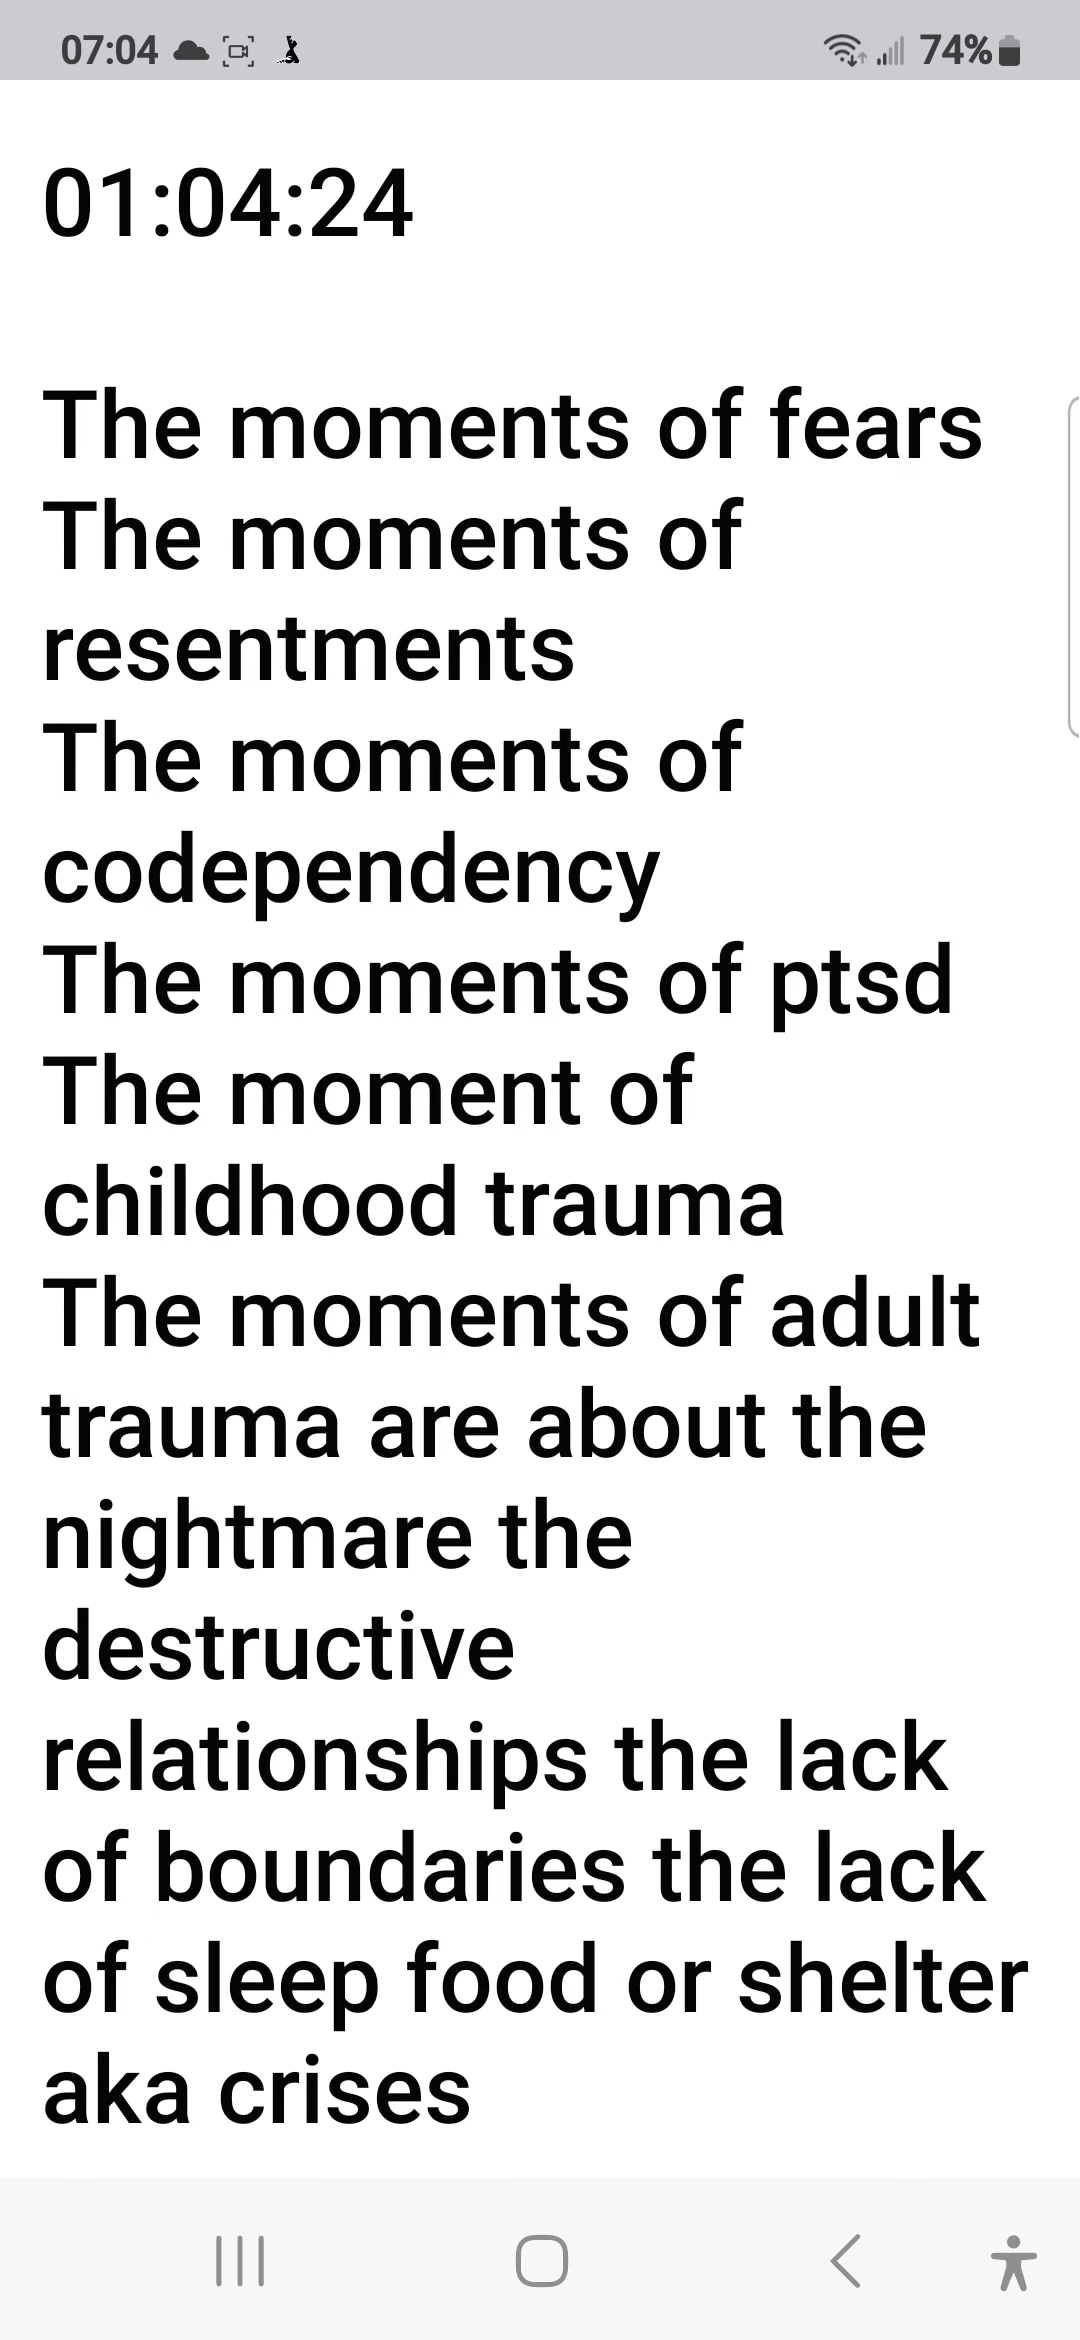 07:04 74%
01:04:24
The moments of fears
The moments of
resentments
The moments of
codependency
The moments of ptsd
The moment of
childhood trauma
The moments of adult
trauma are about the
nightmare the
destructive
relationships the lack
of boundaries the lack
of sleep food or shelter
aka crises